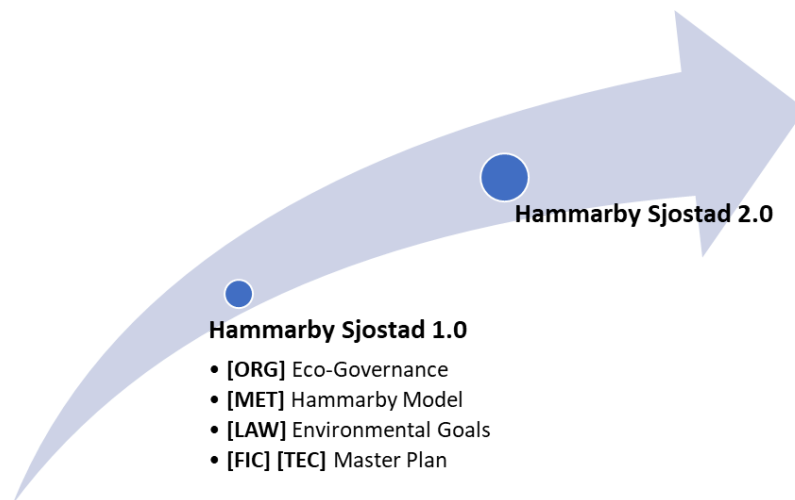 Hammarby Sjostad 2.0
Hammarby Sjostad 1.0
• [ORG] Eco-Governance
• [MET] Hammarby Model
• [LAW] Environmental Goals
• [FIC] [TEC] Master Plan